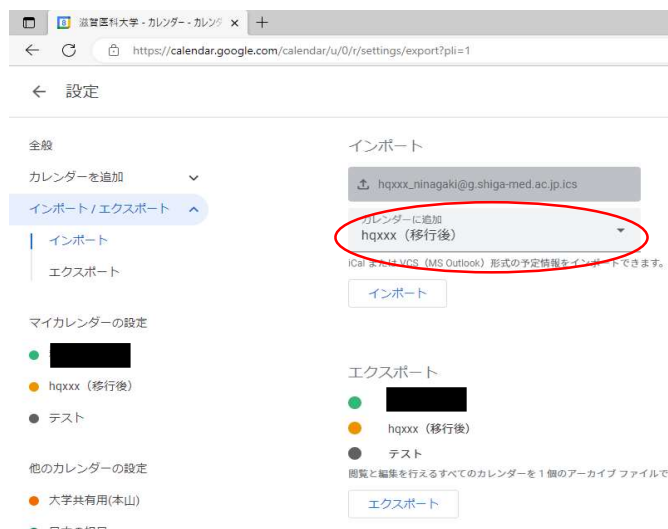 滋賀医科大学 - カレンダー - カレンダ
https://calendar.google.com/calendar/u/0/r/settings/export?pli=1
設定
全般
カレンダーを追加
インポート / エクスポート
インポート
エクスポート
マイカレンダーの設定
hqxxx（移行後）
テスト
他のカレンダーの設定
大学共有用(本山)
インポート
hqxxx_ninagaki@g.shiga-med.ac.jp.ics
カレンダーに追加
hqxxx（移行後）
iCal または VCS（MS Outlook）形式の予定情報をインポートできます。
インポート
エクスポート
hqxxx（移行後）
テスト
閲覧と編集を行えるすべてのカレンダーを 1 個のアーカイブ ファイルで
エクスポート